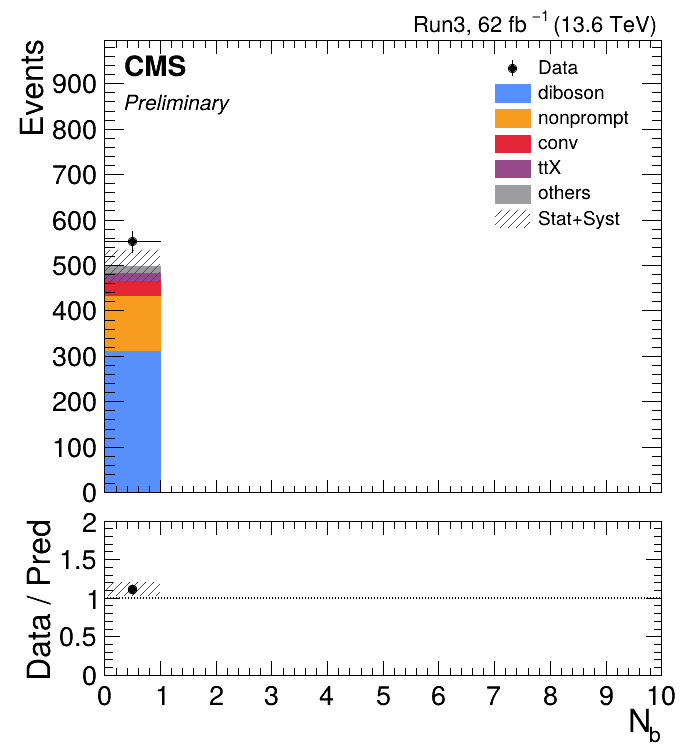 Run3, 62 fb⁻¹ (13.6 TeV)
CMS
Preliminary
Events
900
800
700
600
500
400
300
200
100
0
Data
diboson
nonprompt
conv
ttX
others
Stat+Syst
Data / Pred
2
1.5
1
0.5
0
0 1 2 3 4 5 6 7 8 9 10
N_b